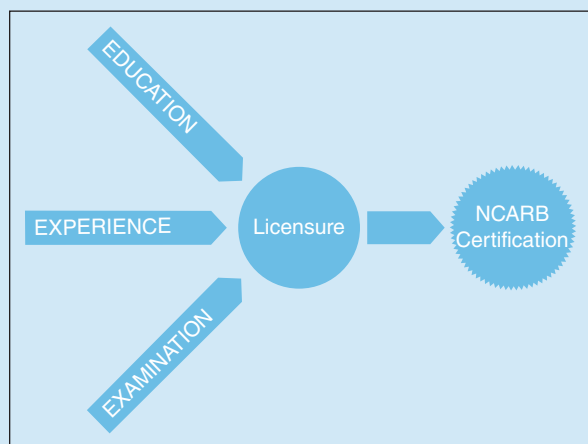 EDUCATION
EXPERIENCE
EXAMINATION
Licensure
NCARB
Certification